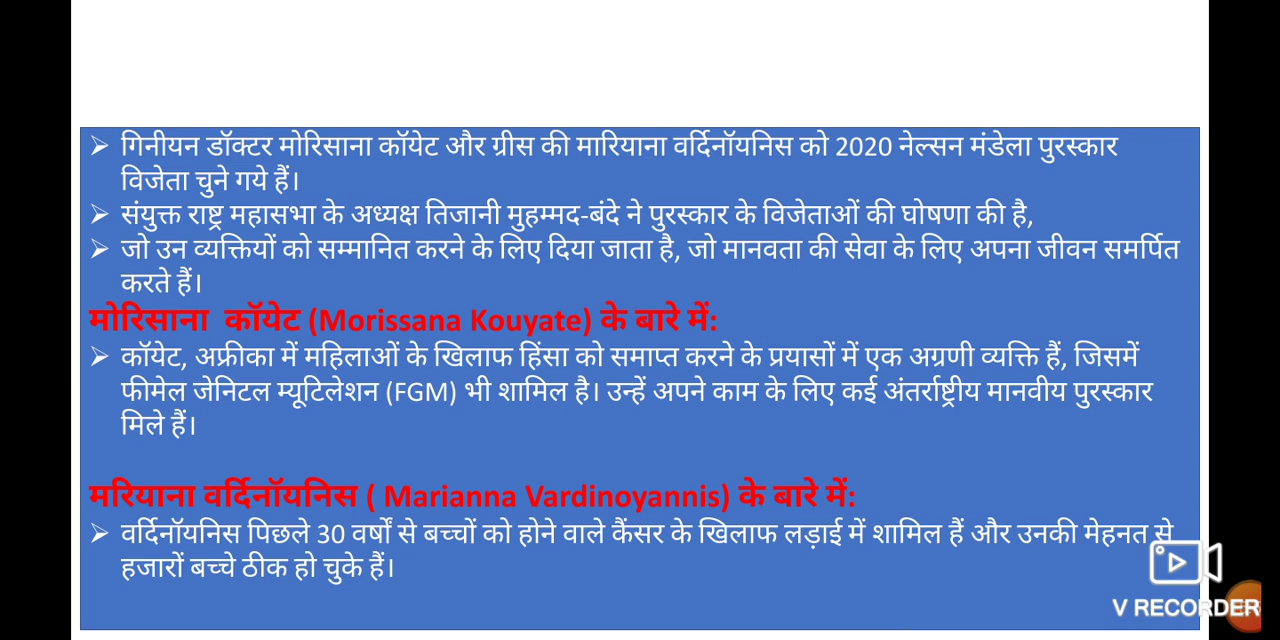 ➢ गिनीयन डॉक्टर मोरिसाना कॉयेट और ग्रीस की मारियाना वर्दिनॉयनिस को 2020 नेल्सन मंडेला पुरस्कार
विजेता चुने गये हैं।
➢ संयुक्त राष्ट्र महासभा के अध्यक्ष तिजानी मुहम्मद-बंदे ने पुरस्कार के विजेताओं की घोषणा की है,
➢ जो उन व्यक्तियों को सम्मानित करने के लिए दिया जाता है, जो मानवता की सेवा के लिए अपना जीवन समर्पित
करते हैं।
मोरिसाना कॉयेट (Morissana Kouyate) के बारे में:
➢ कॉयेट, अफ्रीका में महिलाओं के खिलाफ हिंसा को समाप्त करने के प्रयासों में एक अग्रणी व्यक्ति हैं, जिसमें
फीमेल जेनिटल म्यूटिलेशन (FGM) भी शामिल है। उन्हें अपने काम के लिए कई अंतर्राष्ट्रीय मानवीय पुरस्कार
मिले हैं।
मरियाना वर्दिनॉयनिस ( Marianna Vardinoyannis) के बारे में:
➢ वर्दिनॉयनिस पिछले 30 वर्षों से बच्चों को होने वाले कैंसर के खिलाफ लड़ाई में शामिल हैं और उनकी मेहनत से
हजारों बच्चे ठीक हो चुके हैं।
V RECORDER